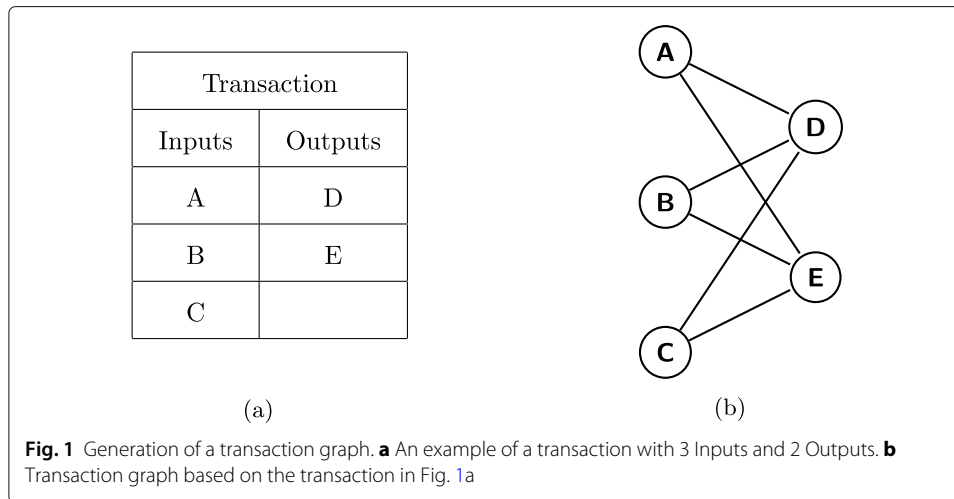 Transaction
Inputs Outputs
A D
B E
C
(a)
A
D
B
E
C
(b)
Fig. 1 Generation of a transaction graph. a An example of a transaction with 3 Inputs and 2 Outputs. b
Transaction graph based on the transaction in Fig. 1a